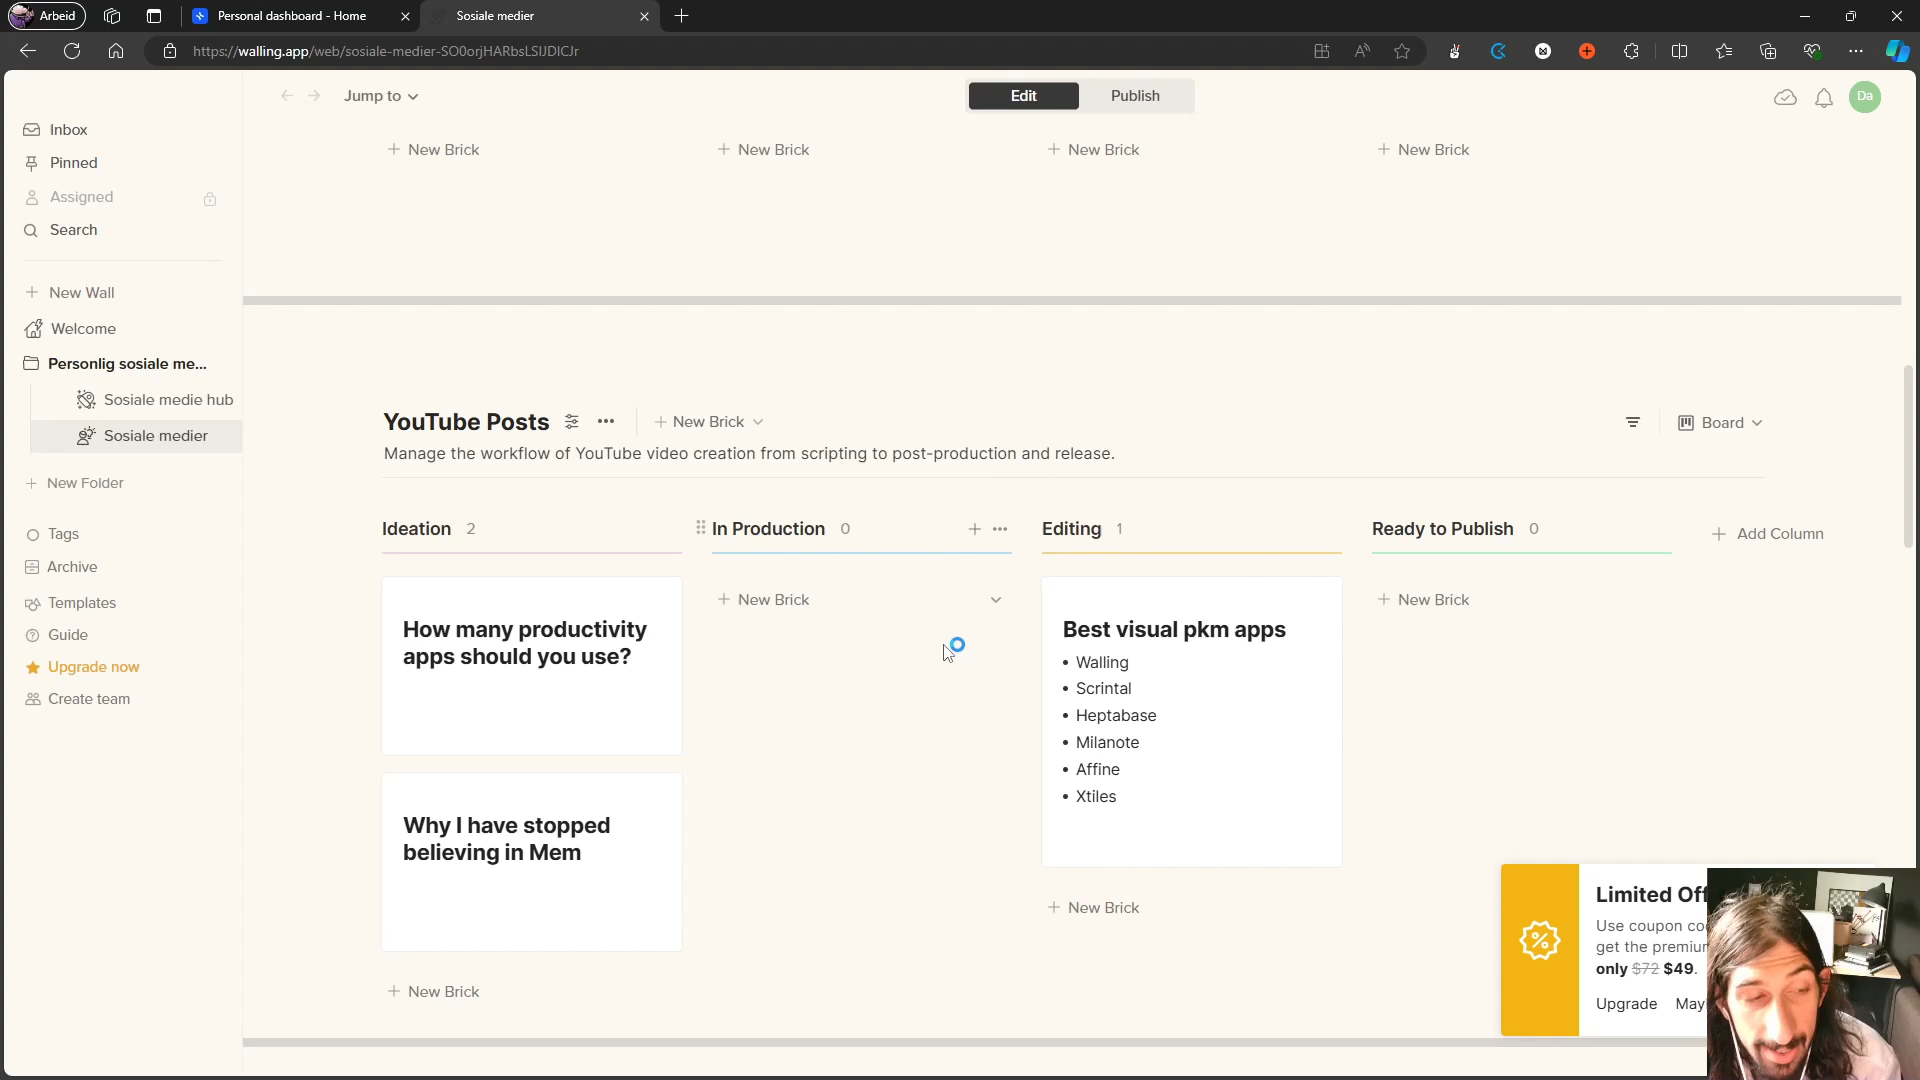 Arbeid
Personal dashboard - Home
Sosiale medier
https://walling.app/web/sosiale-medier-SO0orjHARbsLSIJDICJr
Jump to
Edit
Publish
Da
Inbox
Pinned
Assigned
Search
New Wall
Welcome
Personlig sosiale me...
Sosiale medie hub
Sosiale medier
New Folder
Tags
Archive
Templates
Guide
Upgrade now
Create team
New Brick
New Brick
New Brick
New Brick
YouTube Posts
New Brick
Board
Manage the workflow of YouTube video creation from scripting to post-production and release.
Ideation 2
In Production 0
Editing 1
Ready to Publish 0
Add Column
How many productivity
apps should you use?
Why I have stopped
believing in Mem
New Brick
New Brick
Best visual pkm apps
• Walling
• Scrintal
• Heptabase
• Milanote
• Affine
• Xtiles
New Brick
New Brick
Limited Off
Use coupon
get the premiu
only $72 $49.
Upgrade May